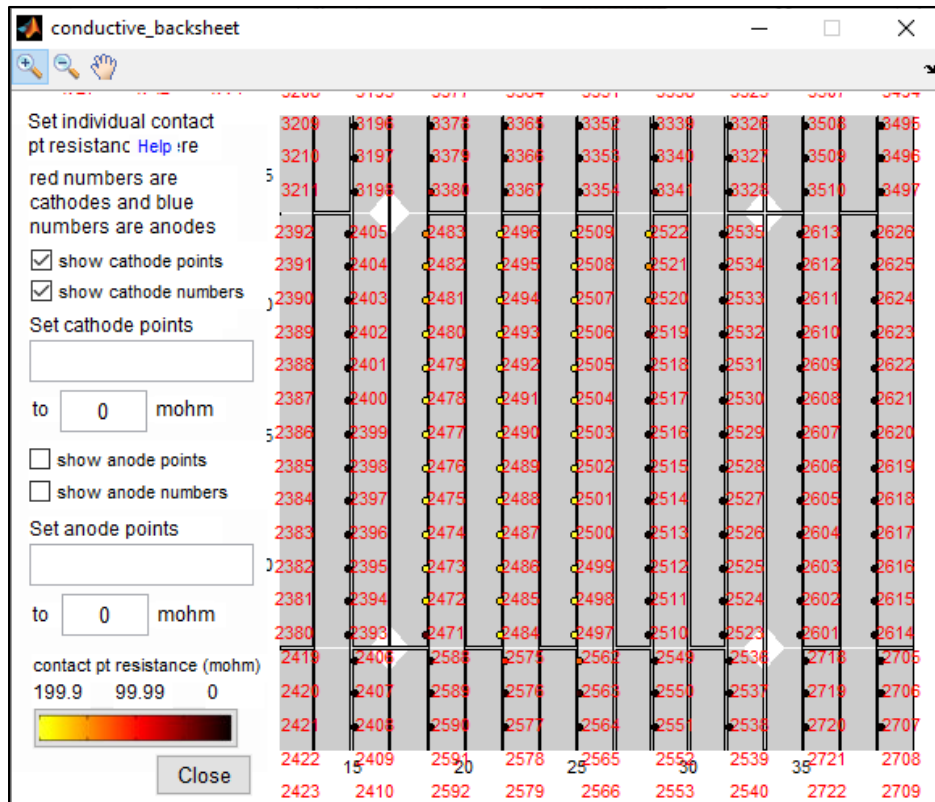 conductive_backsheet
Set individual contact
pt resistanc Help :re
red numbers are
cathodes and blue
numbers are anodes
show cathode points
show cathode numbers
Set cathode points
to 0 mohm
show anode points
show anode numbers
Set anode points
to 0 mohm
contact pt resistance (mohm)
199.9 99.99 0
Close
3209 3196 3378 3365 3352 3339 3326 3508 3495
3210 3197 3379 3366 3353 3340 3327 3509 3496
3211 3198 3380 3367 3354 3341 3328 3510 3497
2392 2405 2483 2496 2509 2522 2535 2613 2626
2391 2404 2482 2495 2508 2521 2534 2612 2625
2390 2403 2481 2494 2507 2520 2533 2611 2624
2389 2402 2480 2493 2506 2519 2532 2610 2623
2388 2401 2479 2492 2505 2518 2531 2609 2622
2387 2400 2478 2491 2504 2517 2530 2608 2621
2386 2399 2477 2490 2503 2516 2529 2607 2620
2385 2398 2476 2489 2502 2515 2528 2606 2619
2384 2397 2475 2488 2501 2514 2527 2605 2618
2383 2396 2474 2487 2500 2513 2526 2604 2617
2382 2395 2473 2486 2499 2512 2525 2603 2616
2381 2394 2472 2485 2498 2511 2524 2602 2615
2380 2393 2471 2484 2497 2510 2523 2601 2614
2419 2406 2588 2575 2562 2549 2536 2718 2705
2420 2407 2589 2576 2563 2550 2537 2719 2706
2421 2408 2590 2577 2564 2551 2538 2720 2707
2422 2409 2591 2578 2565 2552 2539 2721 2708
15 20 25 30 35
2423 2410 2592 2579 2566 2553 2540 2722 2709